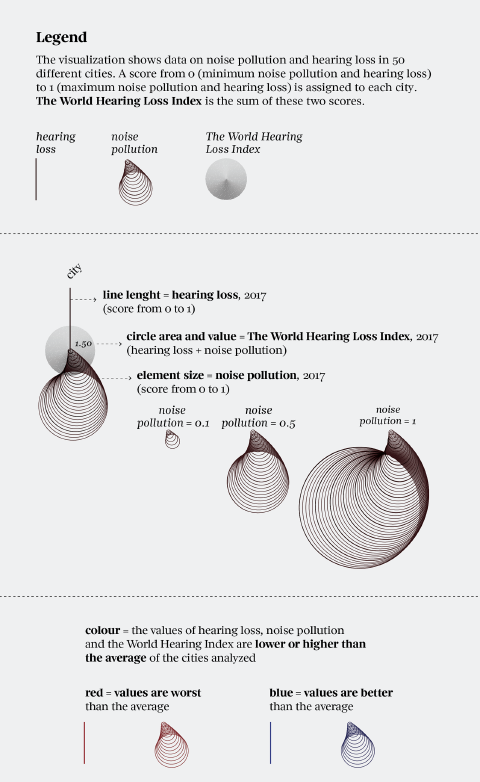 Legend
The visualization shows data on noise pollution and hearing loss in 50
different cities. A score from 0 (minimum noise pollution and hearing loss)
to 1 (maximum noise pollution and hearing loss) is assigned to each city.
The World Hearing Loss Index is the sum of these two scores.
hearing
loss
noise
pollution
The World Hearing
Loss Index
city
line lenght = hearing loss, 2017
(score from 0 to 1)
1.50
circle area and value = The World Hearing Loss Index, 2017
(hearing loss + noise pollution)
element size = noise pollution, 2017
(score from 0 to 1)
noise
pollution = 0.1
noise
pollution = 0.5
noise
pollution = 1
colour = the values of hearing loss, noise pollution
and the World Hearing Index are lower or higher than
the average of the cities analyzed
red = values are worst
than the average
blue = values are better
than the average